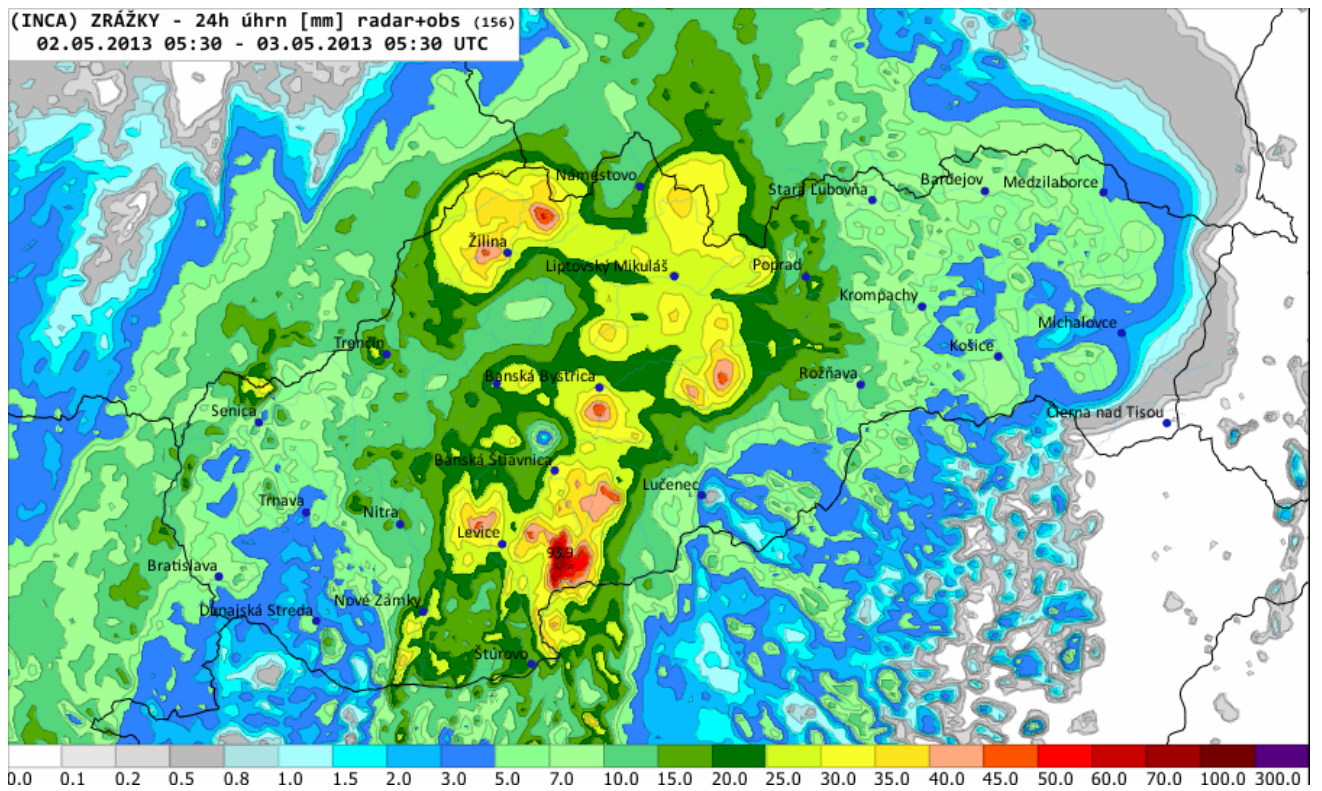 (INCA) ZRÁŽKY - 24h úhrn [mm] radar+obs (156)
02.05.2013 05:30 - 03.05.2013 05:30 UTC
Námestovo
Stará Ľubovňa
Bardejov
Medzilaborce
Žilina
Liptovský Mikuláš
Poprad
Krompachy
Michalovce
Trenčín
Košice
Banská Bystrica
Rožňava
Senica
Čierna nad Tisou
Banská Štiavnica
Lučenec
Trnava
Nitra
Levice
93.9
Bratislava
Dunajská Streda
Nové Zámky
Štúrovo
0.0 0.1 0.2 0.5 0.8 1.0 1.5 2.0 3.0 5.0 7.0 10.0 15.0 20.0 25.0 30.0 35.0 40.0 45.0 50.0 60.0 70.0 100.0 300.0